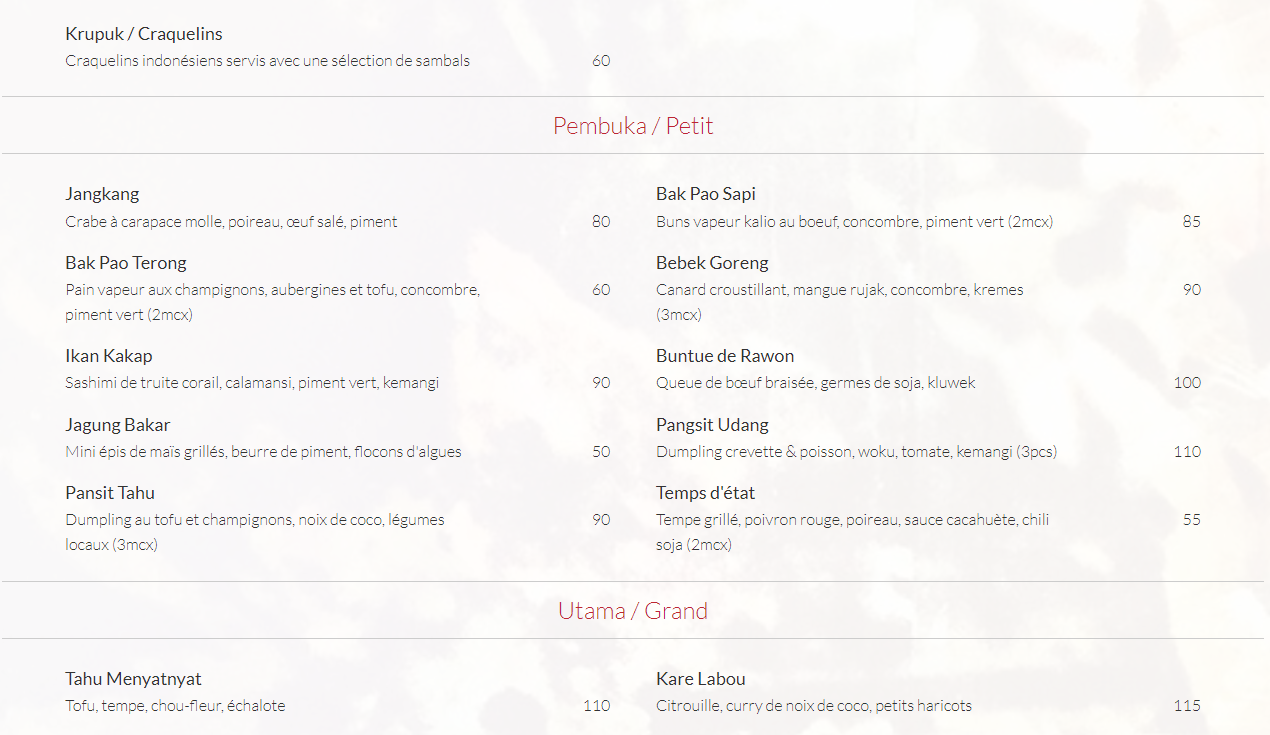 Krupuk / Craquelins
Craquelins indonésiens servis avec une sélection de sambals 60
Pembuka / Petit
Jangkang
Crabe à carapace molle, poireau, œuf salé, piment 80
Bak Pao Terong
Pain vapeur aux champignons, aubergines et tofu, concombre, 60
piment vert (2mcx)
Ikan Kakap
Sashimi de truite corail, calamansi, piment vert, kemangi 90
Jagung Bakar
Mini épis de maïs grillés, beurre de piment, flocons d'algues 50
Pansit Tahu
Dumpling au tofu et champignons, noix de coco, légumes 90
locaux (3mcx)
Bak Pao Sapi
Buns vapeur kalio au boeuf, concombre, piment vert (2mcx) 85
Bebek Goreng
Canard croustillant, mangue rujak, concombre, kremes 90
(3mcx)
Buntue de Rawon
Queue de bœuf braisée, germes de soja, kluwek 100
Pangsit Udang
Dumpling crevette & poisson, woku, tomate, kemangi (3pcs) 110
Temps d'état
Tempe grillé, poivron rouge, poireau, sauce cacahuète, chili 55
soja (2mcx)
Utama / Grand
Tahu Menyatnyat
Tofu, tempe, chou-fleur, échalote 110
Kare Labou
Citrouille, curry de noix de coco, petits haricots 115